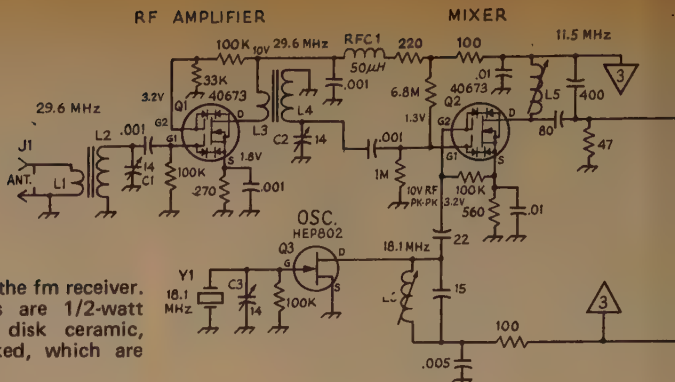 RF AMPLIFIER
MIXER
100K
10V
29.6 MHz
RFC1
50µH
220
100
11.5 MHz
33K
40673
Q1
3.2V
G2
G1
D
S
1.8V
L3
L4
.001
6.8M
1.3V
40673
Q2
.01
L5
400
3
29.6 MHz
J1
ANT.
L1
L2
.001
14
C1
100K
270
.001
C2
14
.001
1M
G2
G1
D
S
80
47
10V RF
PK-PK
3.2V
100K
560
.01
OSC.
HEP802
Q3
G
D
S
18.1 MHz
22
15
Y1
18.1
MHz
C3
14
100K
100
3
.005
the fm receiver.
s are 1/2-watt
disk ceramic,
ked, which are